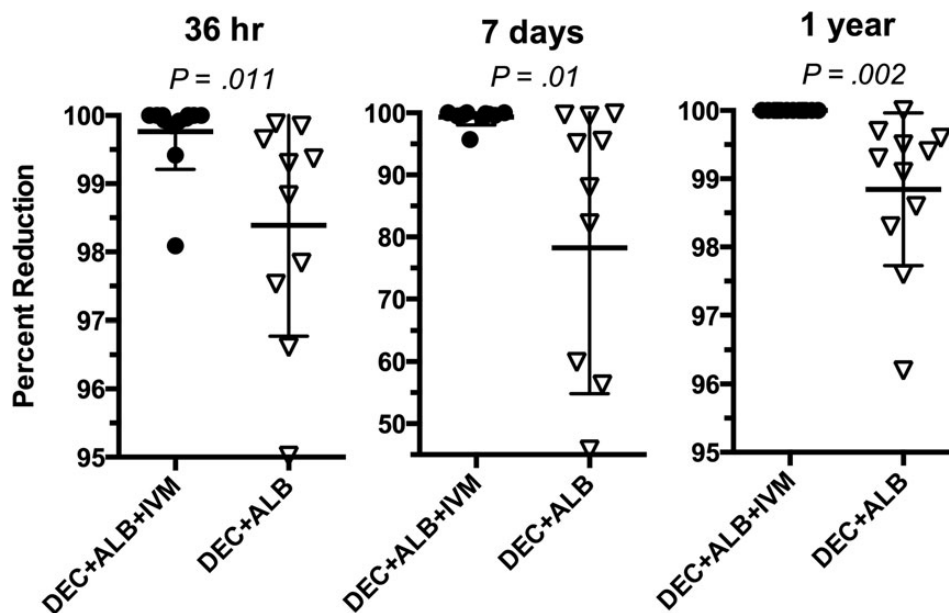 36 hr
7 days
1 year
P = .011
P = .01
P = .002
Percent Reduction
100
99
98
97
96
95
100
90
80
70
60
50
100
99
98
97
96
95
DEC+ALB+IVM
DEC+ALB
DEC+ALB+IVM
DEC+ALB
DEC+ALB+IVM
DEC+ALB